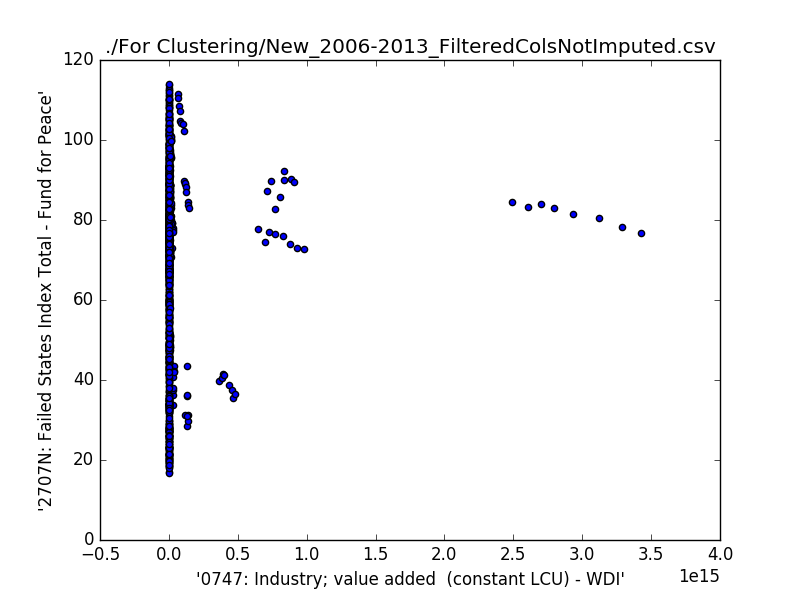 ./For Clustering/New_2006-2013_FilteredColsNotImputed.csv
120
100
80
60
40
20
0
'2707N: Failed States Index Total - Fund for Peace'
−0.5 0.0 0.5 1.0 1.5 2.0 2.5 3.0 3.5 4.0
1e15
'0747: Industry; value added  (constant LCU) - WDI'